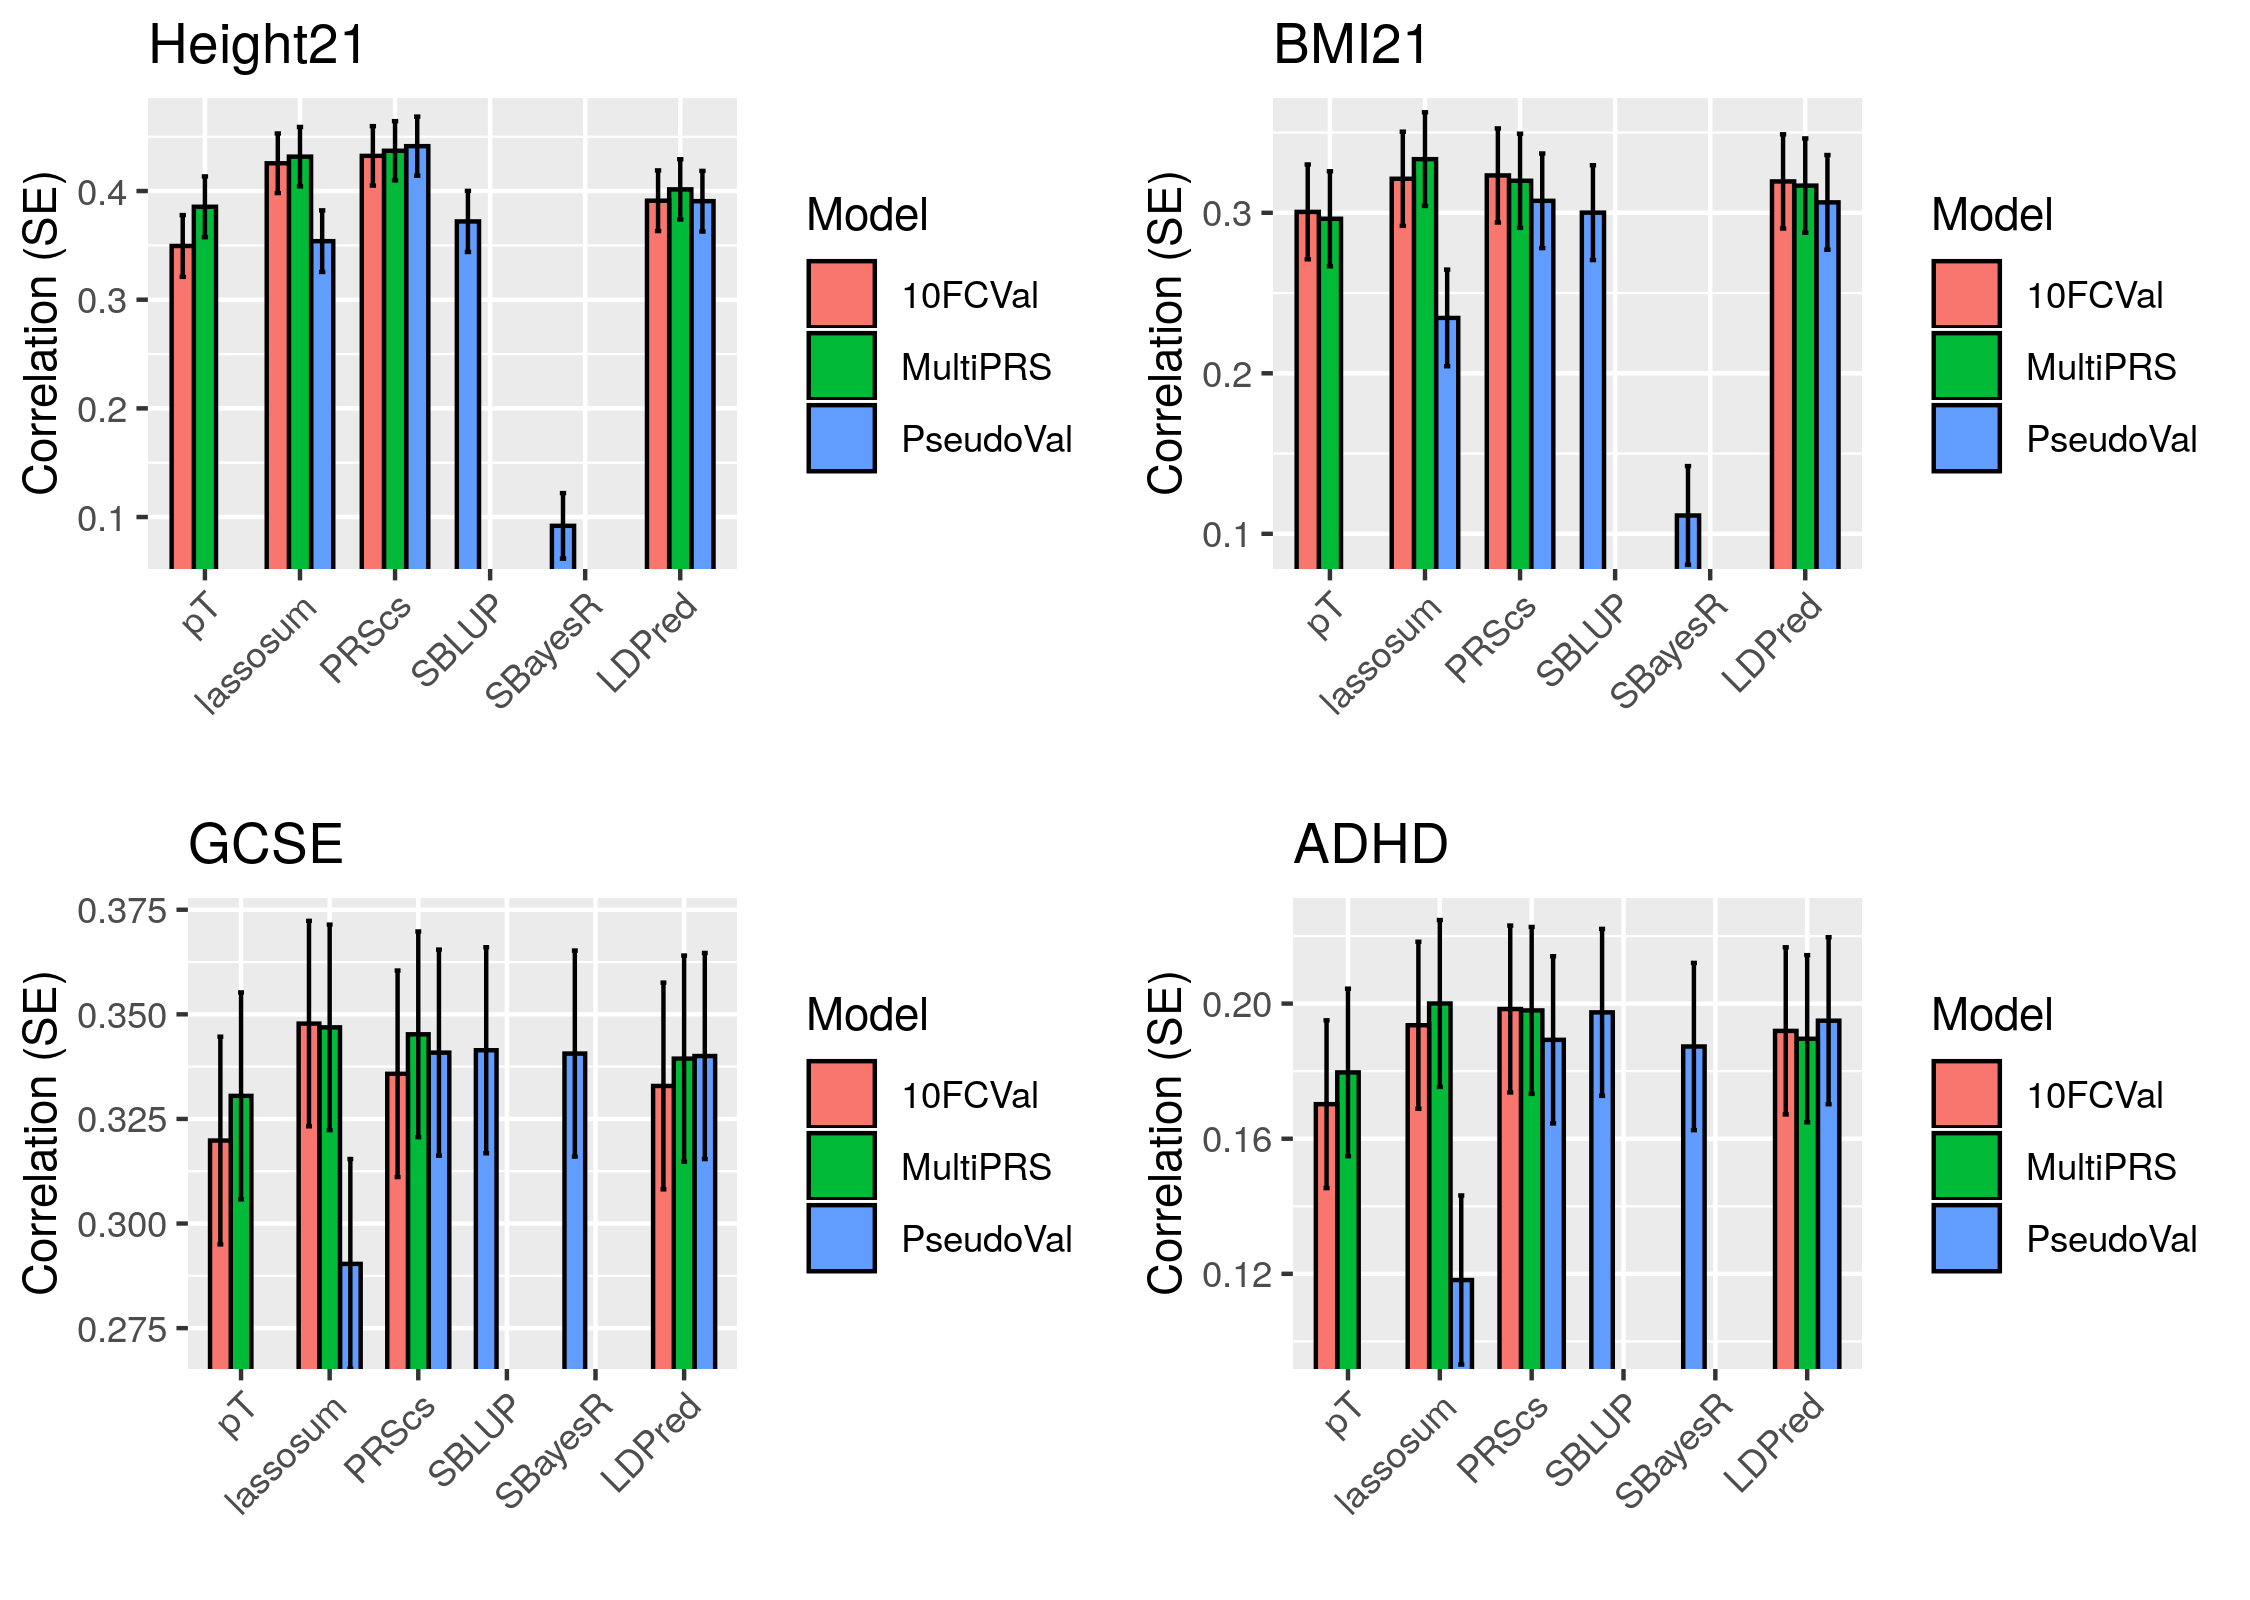 Height21
Correlation (SE)
0.4
0.3
0.2
0.1
pT
lassosum
PRScs
SBLUP
SBayesR
LDPred
Model
10FCVal
MultiPRS
PseudoVal
BMI21
Correlation (SE)
0.3
0.2
0.1
pT
lassosum
PRScs
SBLUP
SBayesR
LDPred
Model
10FCVal
MultiPRS
PseudoVal
GCSE
Correlation (SE)
0.375
0.350
0.325
0.300
0.275
pT
lassosum
PRScs
SBLUP
SBayesR
LDPred
Model
10FCVal
MultiPRS
PseudoVal
ADHD
Correlation (SE)
0.20
0.16
0.12
pT
lassosum
PRScs
SBLUP
SBayesR
LDPred
Model
10FCVal
MultiPRS
PseudoVal